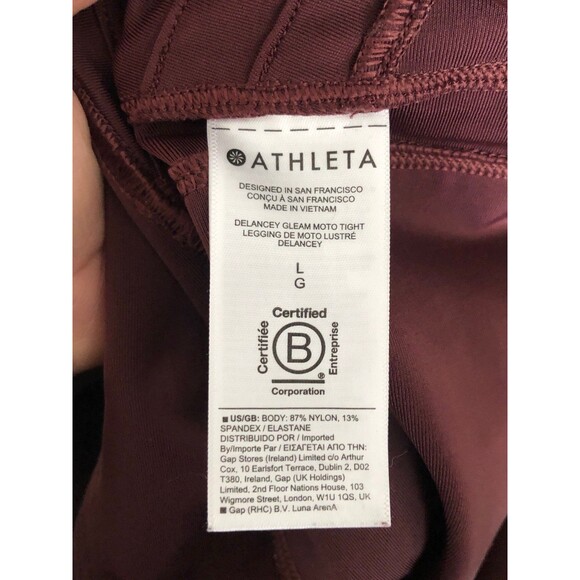 ATHLETA
DESIGNED IN SAN FRANCISCO
CONÇU À SAN FRANCISCO
MADE IN VIETNAM
DELANCEY GLEAM MOTO TIGHT
LEGGING DE MOTO LUSTRÉ
DELANCEY
L
G
Certified
Certifiée
B
Entreprise
®
Corporation
■ US/GB: BODY: 87% NYLON, 13%
SPANDEX / ELASTANE
DISTRIBUIDO POR / Imported
By/Importe Par / ΕΙΣΑΓΕΤΑΙ ΑΠΟ ΤΗΝ:
Gap Stores (Ireland) Limited c/o Arthur
Cox, 10 Earlsfort Terrace, Dublin 2, D02
T380, Ireland, Gap (UK Holdings)
Limited, 2nd Floor Nations House, 103
Wigmore Street, London, W1U 1QS, UK
■ Gap (RHC) B.V. Luna ArenA